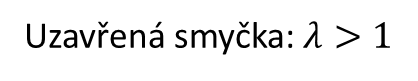 Uzavřená smyčka: λ > 1